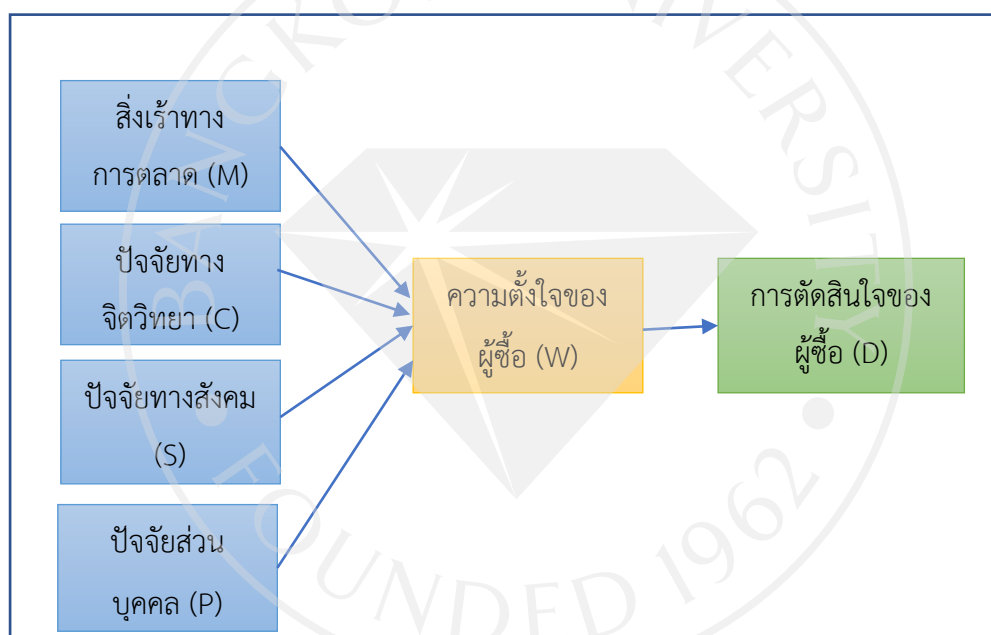 BANGKOK UNIVERSITY
สิ่งเร้าทาง
การตลาด (M)
ปัจจัยทาง
จิตวิทยา (C)
ปัจจัยทางสังคม
(S)
ปัจจัยส่วน
บุคคล (P)
ความตั้งใจของ
ผู้ซื้อ (W)
การตัดสินใจของ
ผู้ซื้อ (D)
FOUNDED 1962